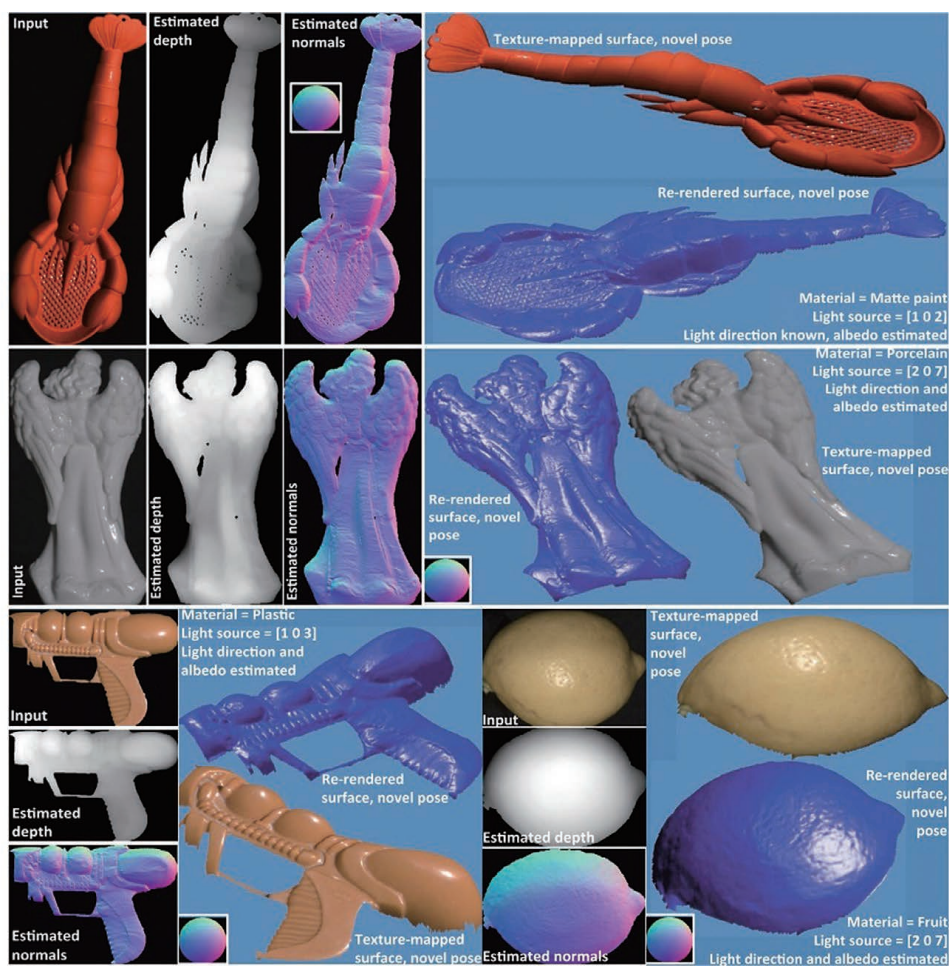 Input
Estimated
depth
Estimated
normals
Texture-mapped surface, novel pose
Re-rendered surface, novel pose
Material = Matte paint
Light source = [1 0 2]
Light direction known, albedo estimated
Input
Estimated depth
Estimated normals
Re-rendered
surface, novel
pose
Material = Porcelain
Light source = [2 0 7]
Light direction and
albedo estimated
Texture-mapped
surface, novel pose
Input
Estimated
depth
Estimated
normals
Material = Plastic
Light source = [1 0 3]
Light direction and
albedo estimated
Re-rendered
surface, novel pose
Texture-mapped
surface, novel pose
Input
Estimated depth
Estimated normals
Texture-mapped
surface,
novel
pose
Re-rendered
surface,
novel
pose
Material = Fruit
Light source = [2 0 7]
Light direction and albedo estimated